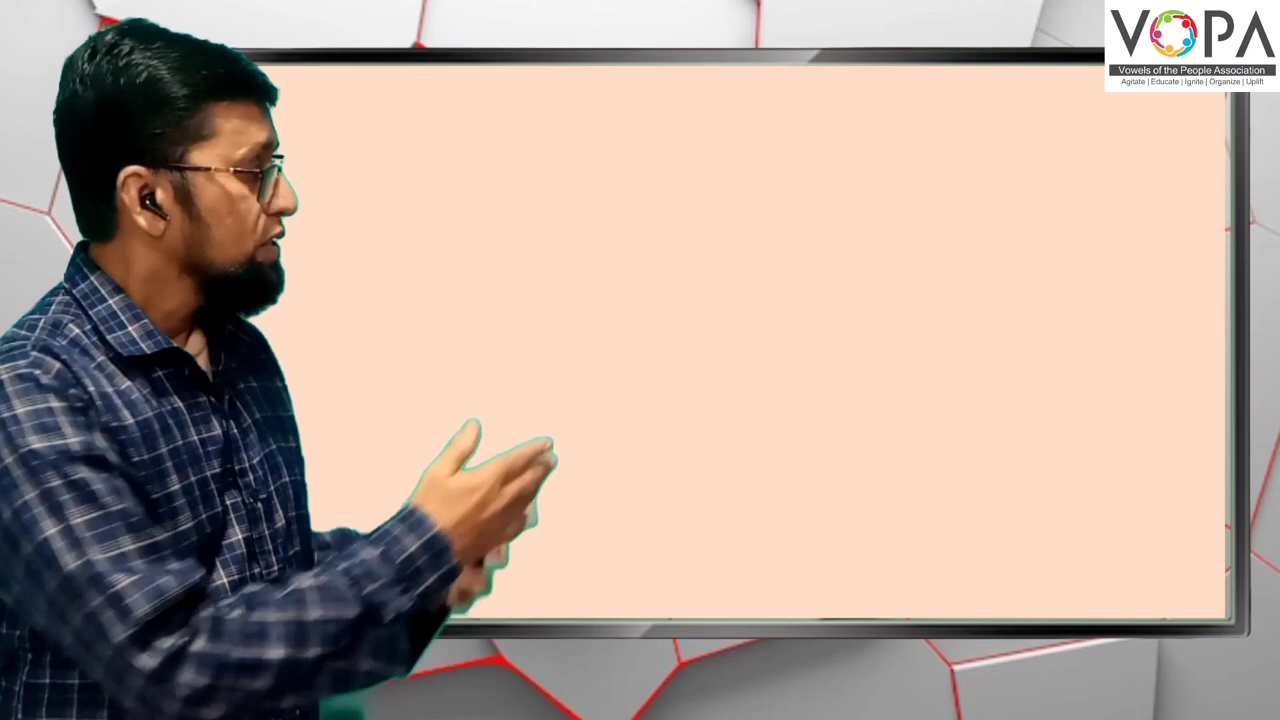 VOPA
Vowels of the People Association
Agitate | Educate | Ignite | Organize | Uplift